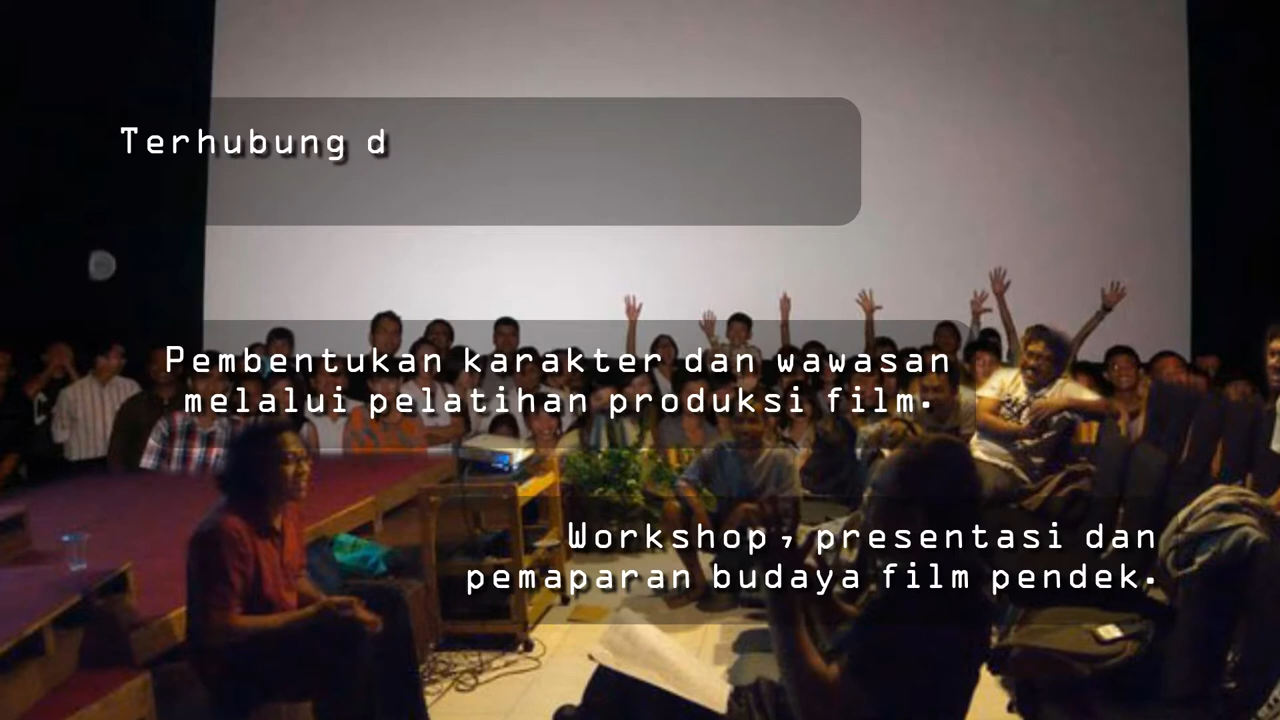 Terhubung d
Pembentukan karakter dan wawasan
melalui pelatihan produksi film.
Workshop, presentasi dan
pemaparan budaya film pendek.